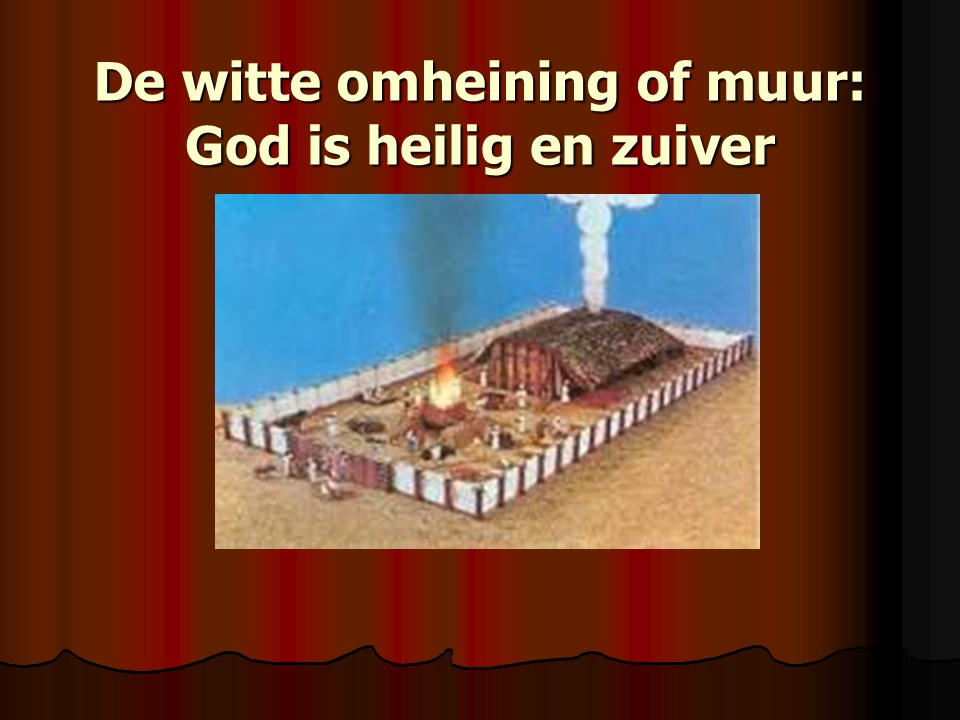 De witte omheining of muur:
God is heilig en zuiver